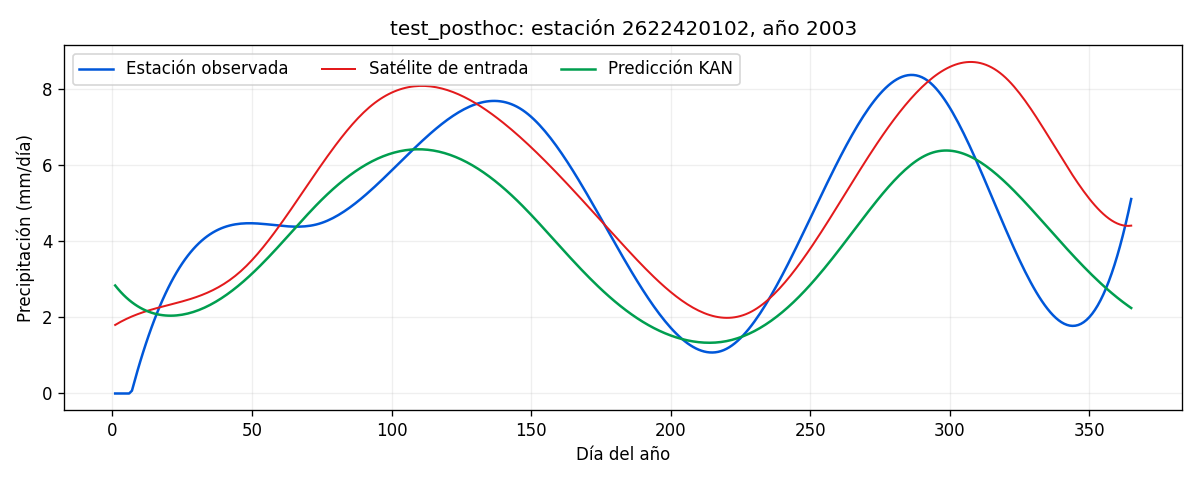 test_posthoc: estación 2622420102, año 2003
Estación observada
Satélite de entrada
Predicción KAN
Precipitación (mm/día)
8
6
4
2
0
0
50
100
150
200
250
300
350
Día del año